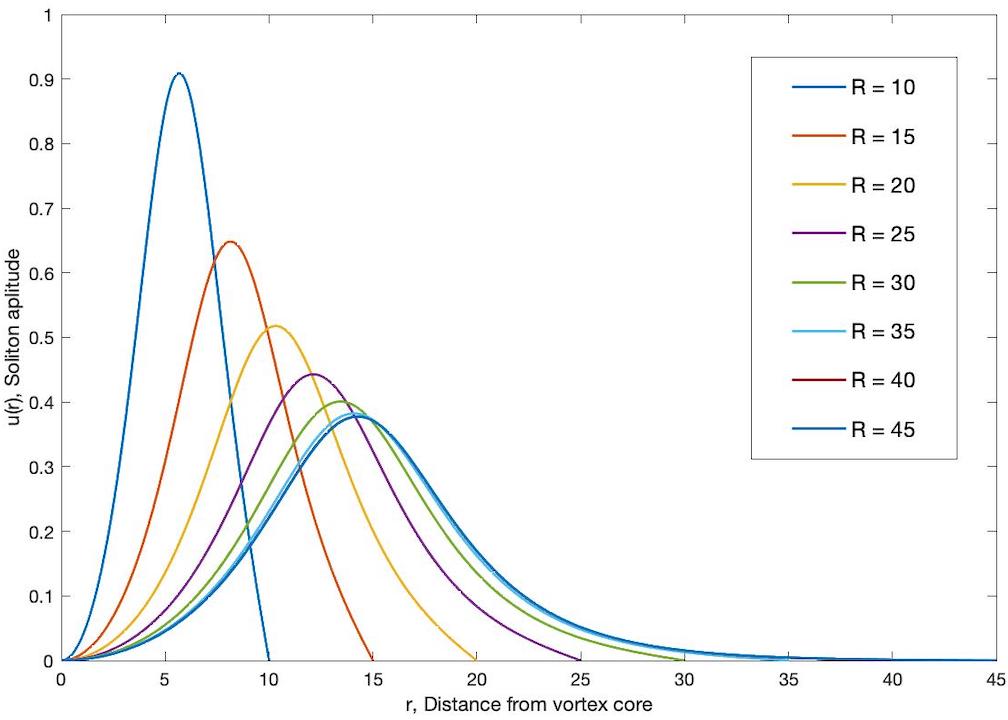 1
0.9
0.8
0.7
0.6
0.5
0.4
0.3
0.2
0.1
0
u(r), Soliton aplitude
R = 10
R = 15
R = 20
R = 25
R = 30
R = 35
R = 40
R = 45
0 5 10 15 20 25 30 35 40 45
r, Distance from vortex core